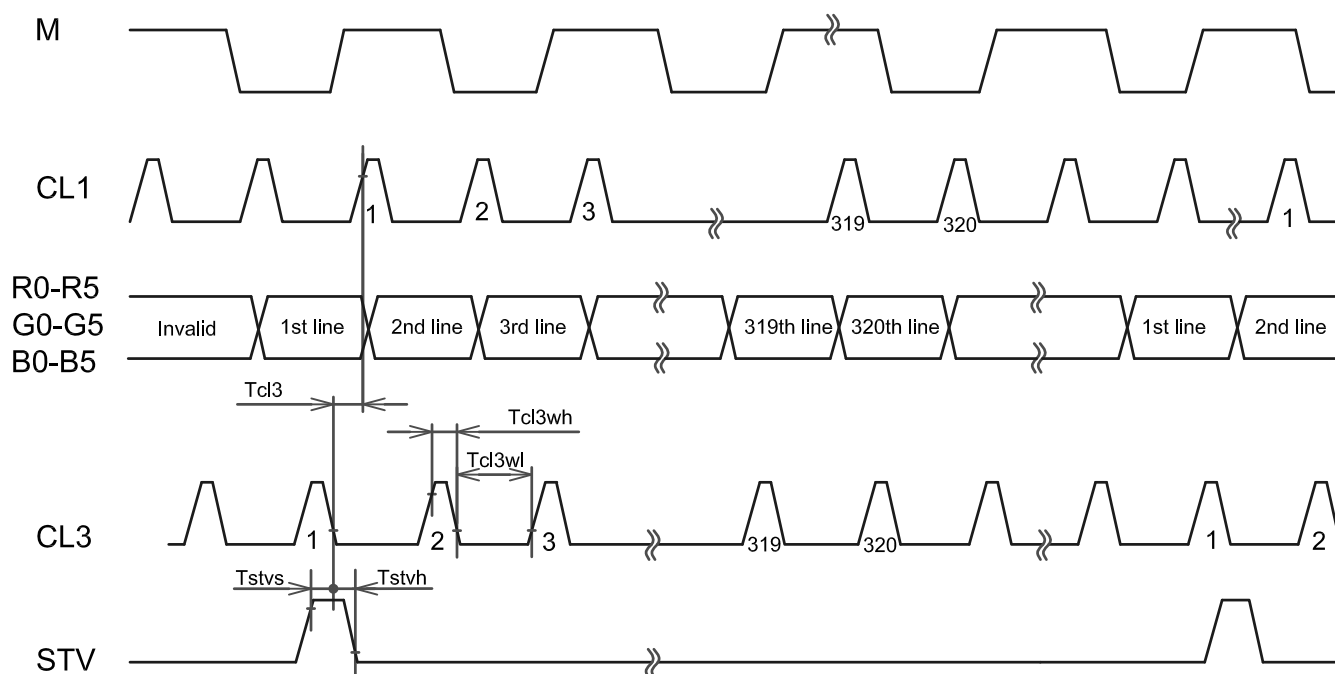 M
CL1
1 2 3 319 320 1
R0-R5
G0-G5
B0-B5
Invalid 1st line 2nd line 3rd line 319th line 320th line 1st line 2nd line
Tcl3
Tcl3wh
Tcl3wl
CL3
1 2 3 319 320 1 2
Tstvs Tstvh
STV